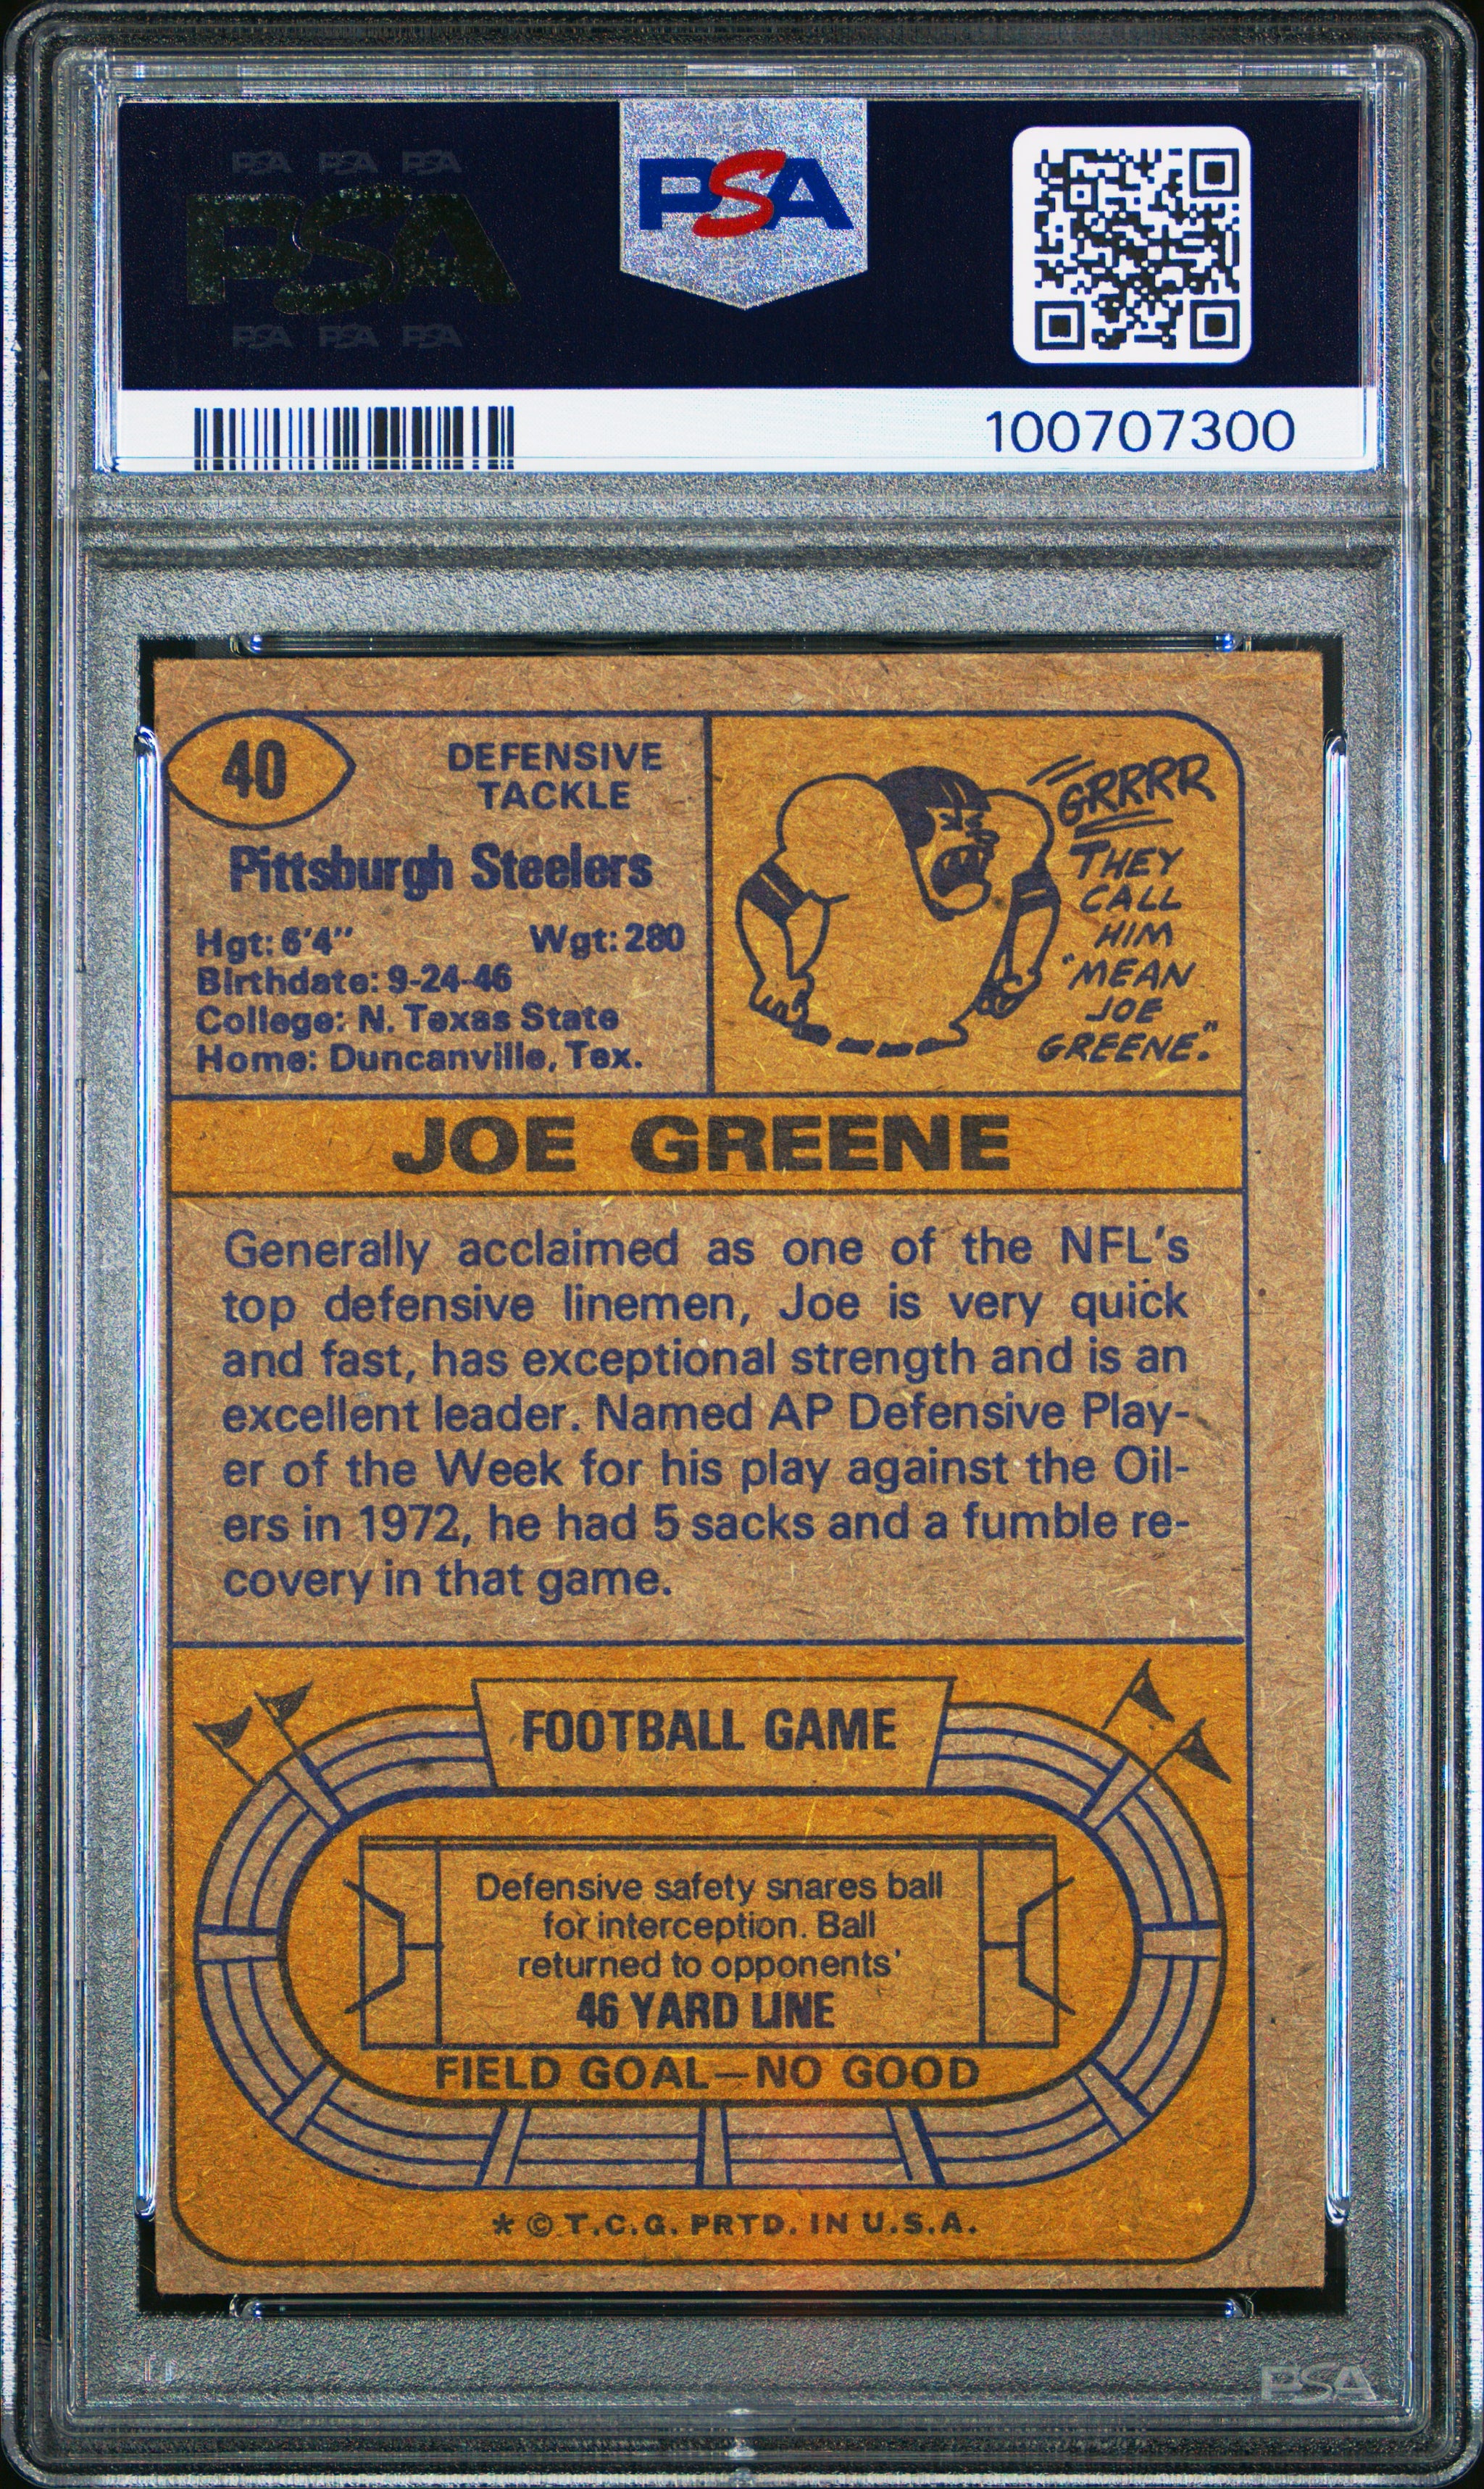 PSA PSA PSA
PSA
PSA PSA PSA
PSA
100707300
40
DEFENSIVE
TACKLE
Pittsburgh Steelers
Hgt: 6'4" Wgt: 280
Birthdate: 9-24-46
College: N. Texas State
Home: Duncanville, Tex.
GRRRR
THEY
CALL
HIM
"MEAN
JOE
GREENE."
JOE GREENE
Generally acclaimed as one of the NFL's
top defensive linemen, Joe is very quick
and fast, has exceptional strength and is an
excellent leader. Named AP Defensive Play-
er of the Week for his play against the Oil-
ers in 1972, he had 5 sacks and a fumble re-
covery in that game.
FOOTBALL GAME
Defensive safety snares ball
for interception. Ball
returned to opponents'
46 YARD LINE
FIELD GOAL—NO GOOD
* © T.C.G. PRTD. IN U.S.A.
PSA